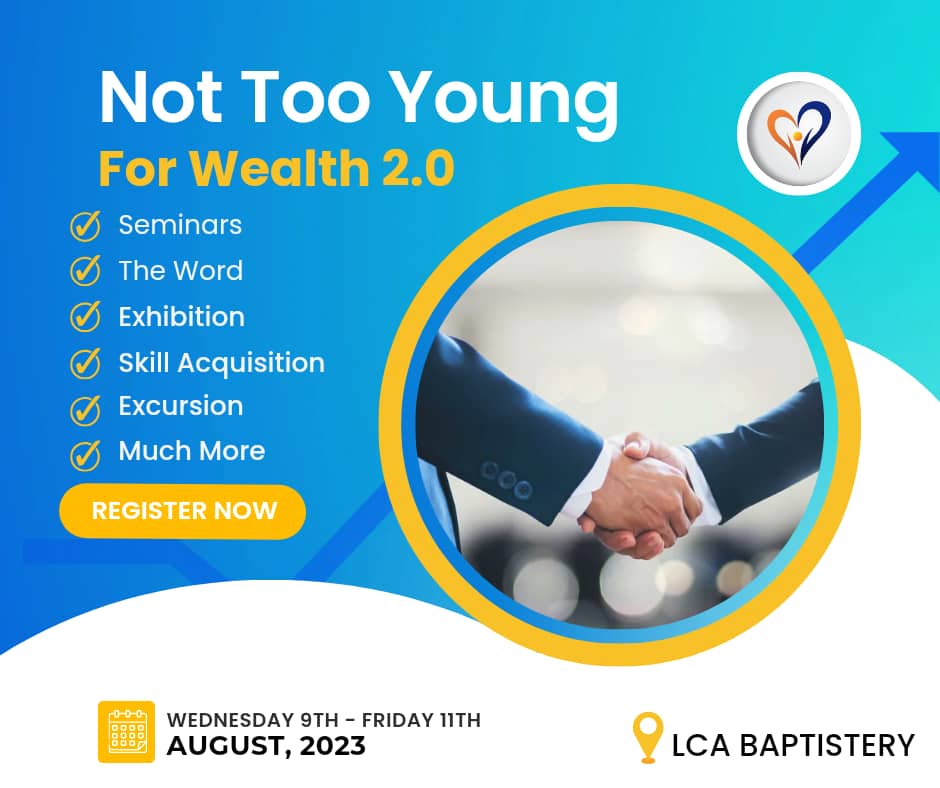 Not Too Young
For Wealth 2.0
Seminars
The Word
Exhibition
Skill Acquisition
Excursion
Much More
REGISTER NOW
WEDNESDAY 9TH - FRIDAY 11TH
AUGUST, 2023
LCA BAPTISTERY